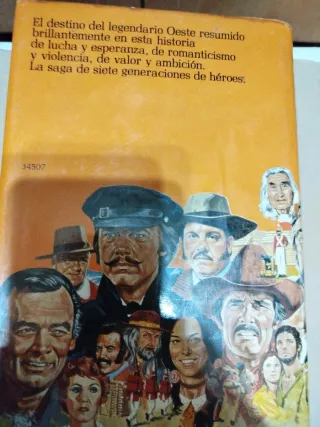 El destino del legendario Oeste resumido
brillantemente en esta historia
de lucha y esperanza, de romanticismo
y violencia, de valor y ambición.
La saga de siete generaciones de héroes.
34507